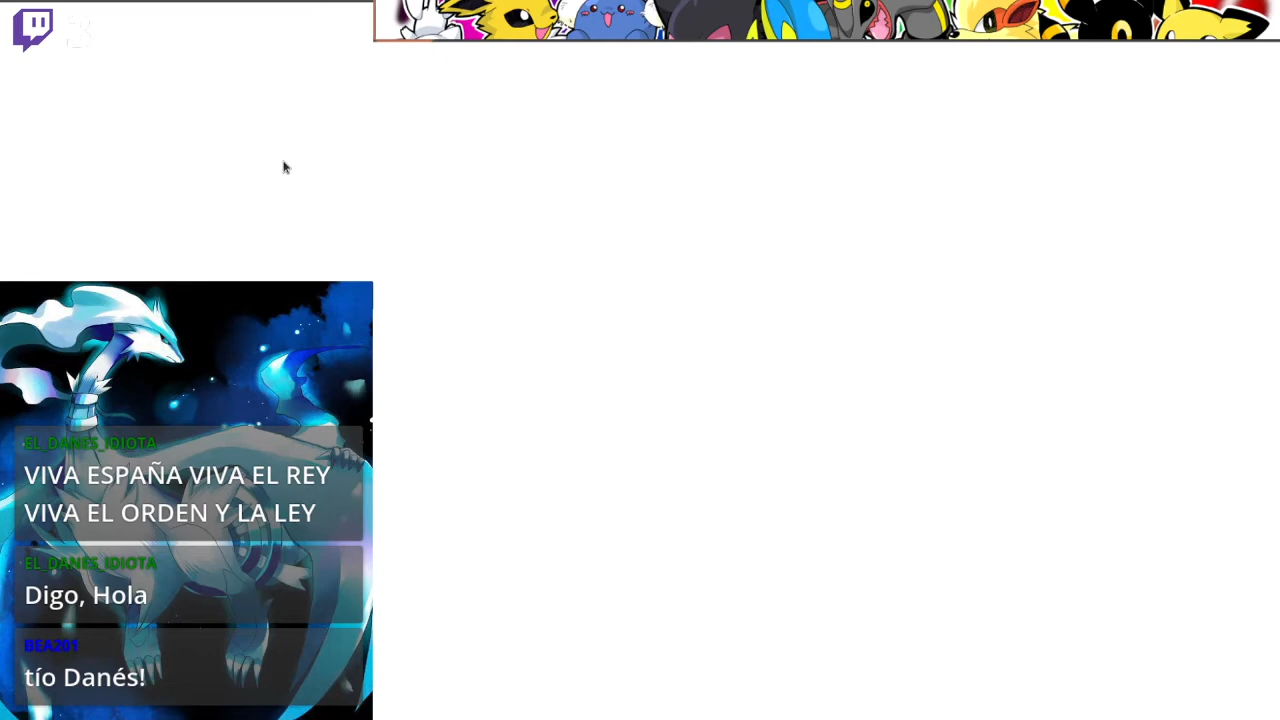 EL_DANES_IDIOTA
VIVA ESPAÑA VIVA EL REY
VIVA EL ORDEN Y LA LEY
EL_DANES_IDIOTA
Digo, Hola
BEA201
tío Danés!